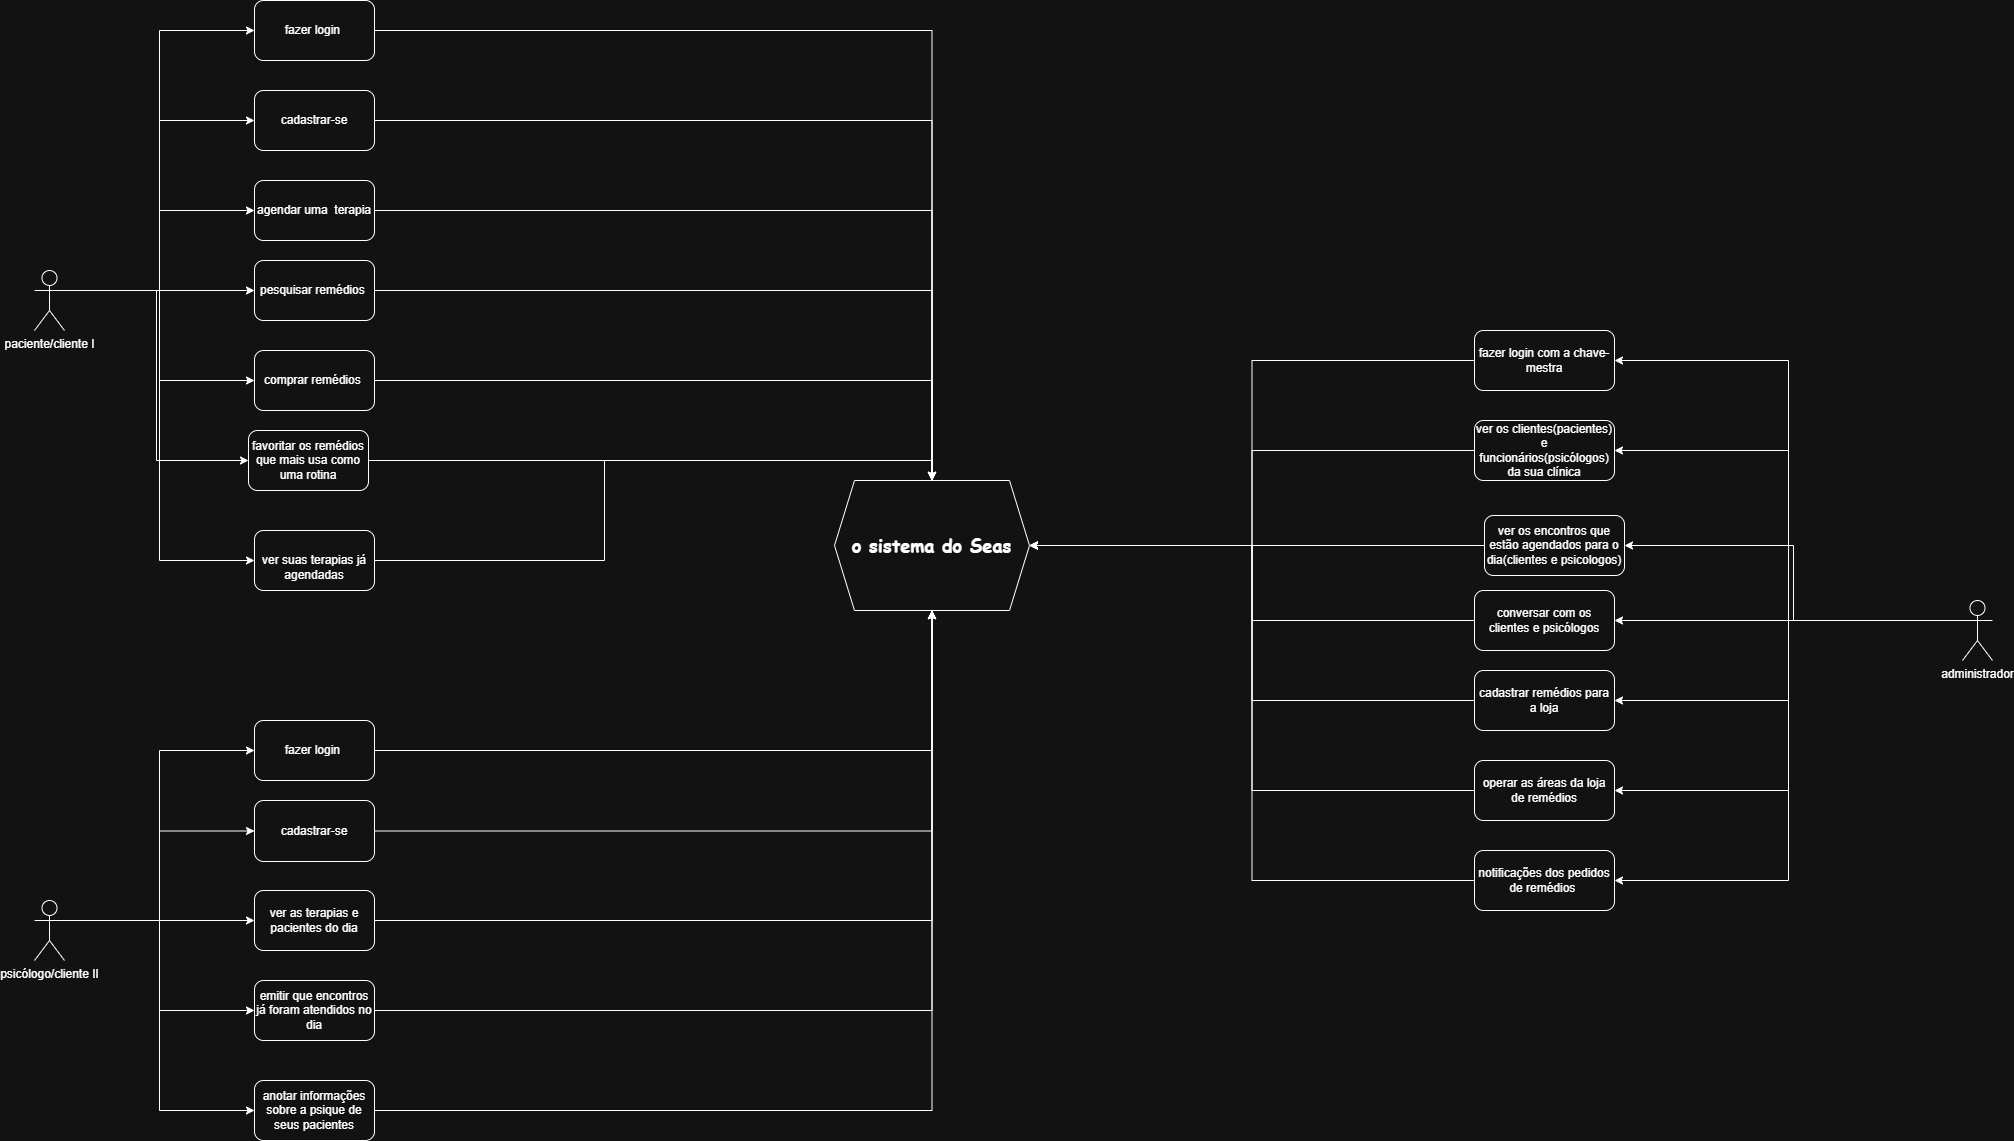 fazer login
cadastrar-se
agendar uma  terapia
pesquisar remédios
paciente/cliente I
comprar remédios
favoritar os remédios
que mais usa como
uma rotina
ver suas terapias já
agendadas
o sistema do Seas
fazer login com a chave-
mestra
ver os clientes(pacientes)
e
funcionários(psicólogos)
da sua clínica
ver os encontros que
estão agendados para o
dia(clientes e psicologos)
conversar com os
clientes e psicólogos
administrador
cadastrar remédios para
a loja
operar as áreas da loja
de remédios
notificações dos pedidos
de remédios
fazer login
cadastrar-se
ver as terapias e
pacientes do dia
psicólogo/cliente II
emitir que encontros
já foram atendidos no
dia
anotar informações
sobre a psique de
seus pacientes